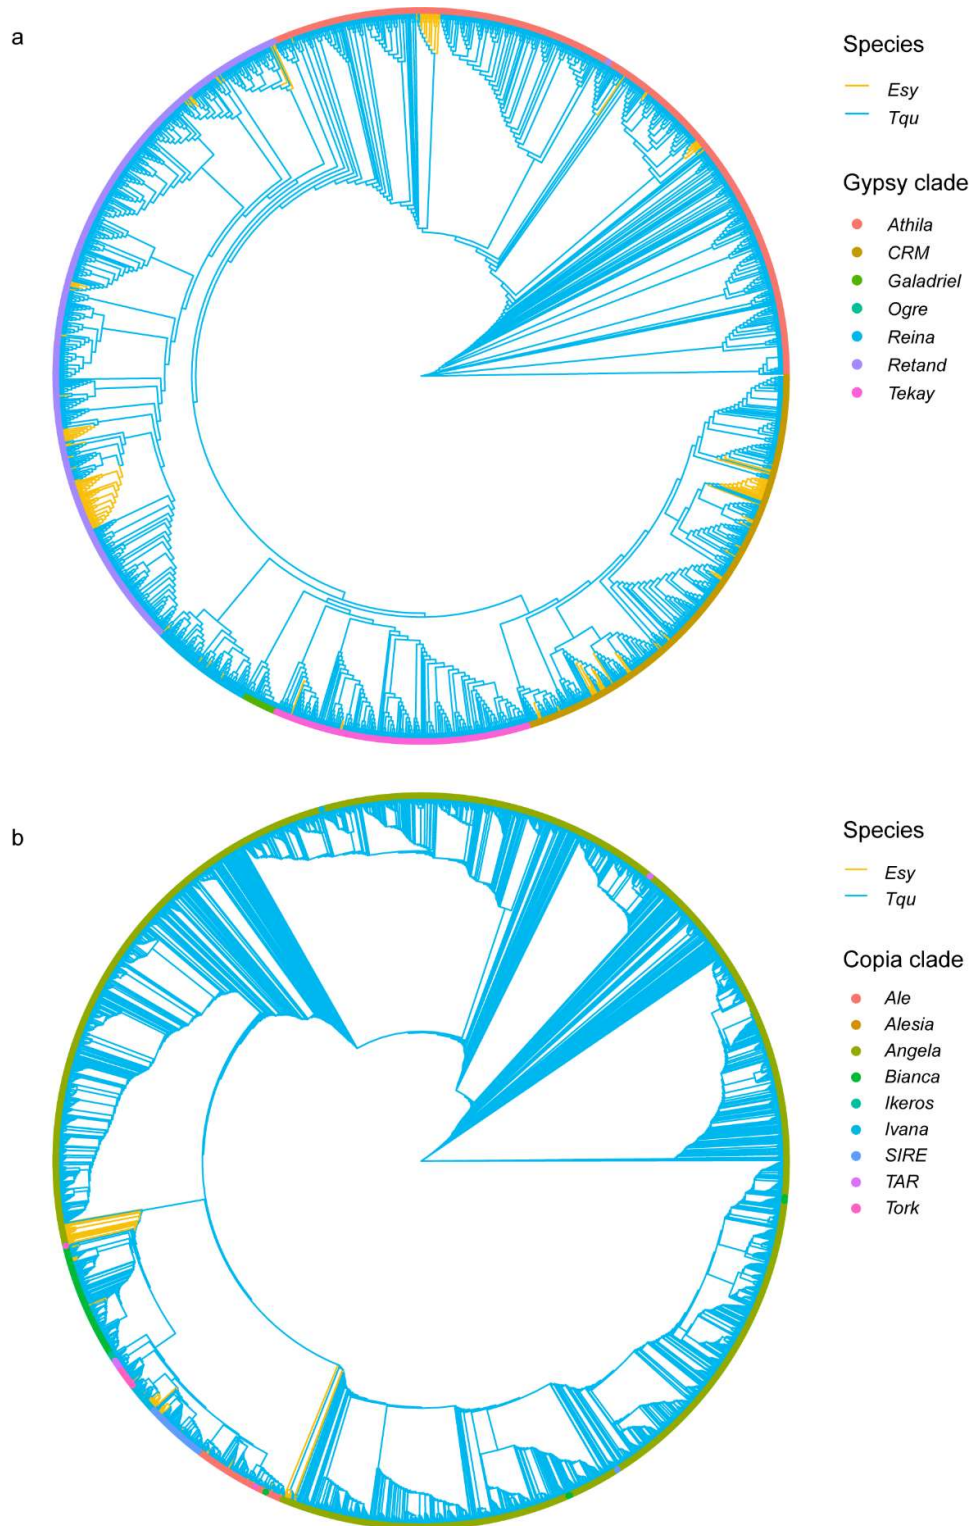 a
Species
Esy
Tqu
Gypsy clade
Athila
CRM
Galadriel
Ogre
Reina
Retand
Tekay
b
Species
Esy
Tqu
Copia clade
Ale
Alesia
Angela
Bianca
Ikeros
Ivana
SIRE
TAR
Tork